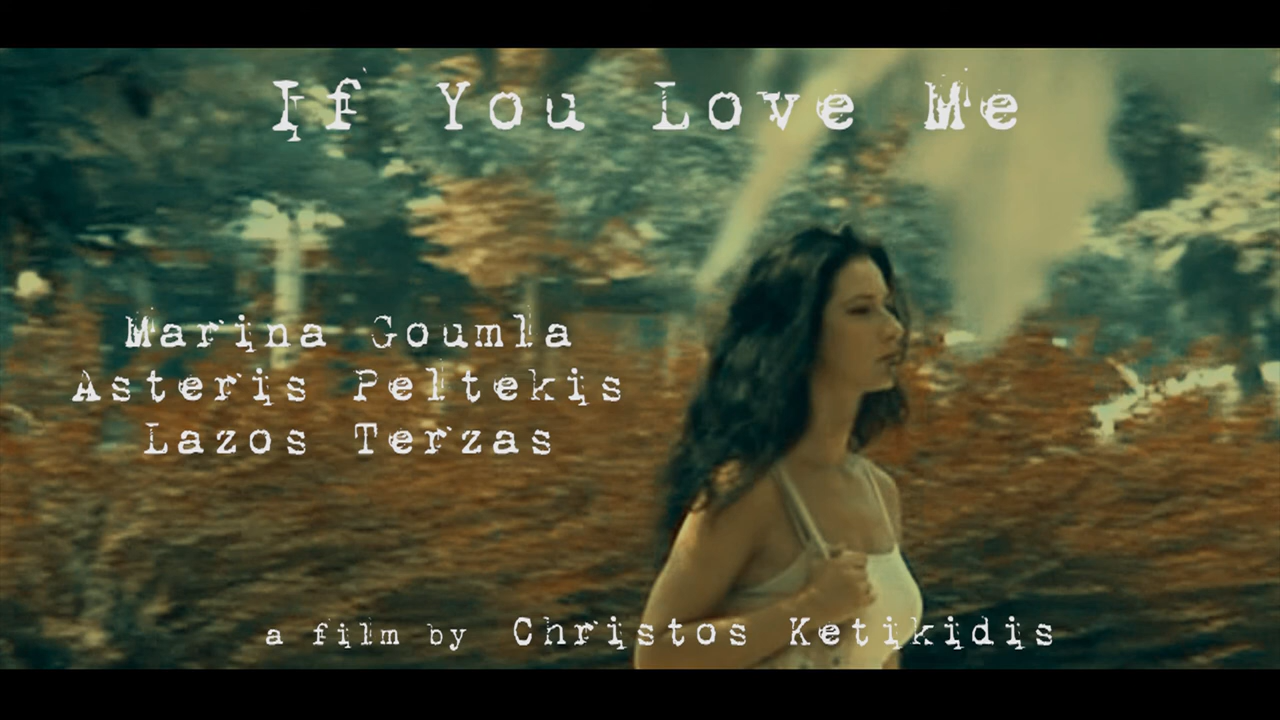 If You Love Me
Marina Goumla
Asteris Peltekis
Lazos Terzas
a film by Christos Ketikidis